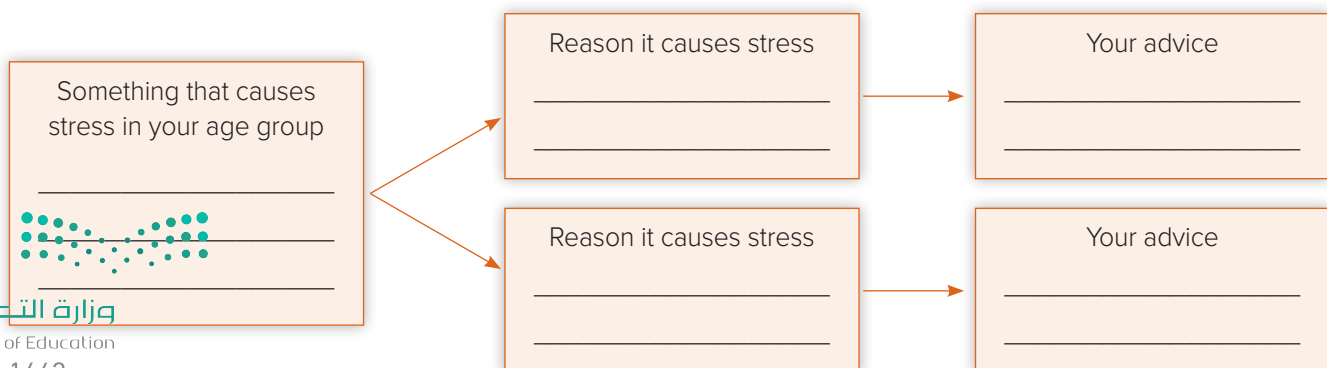 Something that causes
stress in your age group
Reason it causes stress
Your advice
Reason it causes stress
Your advice
وزارة
of Education